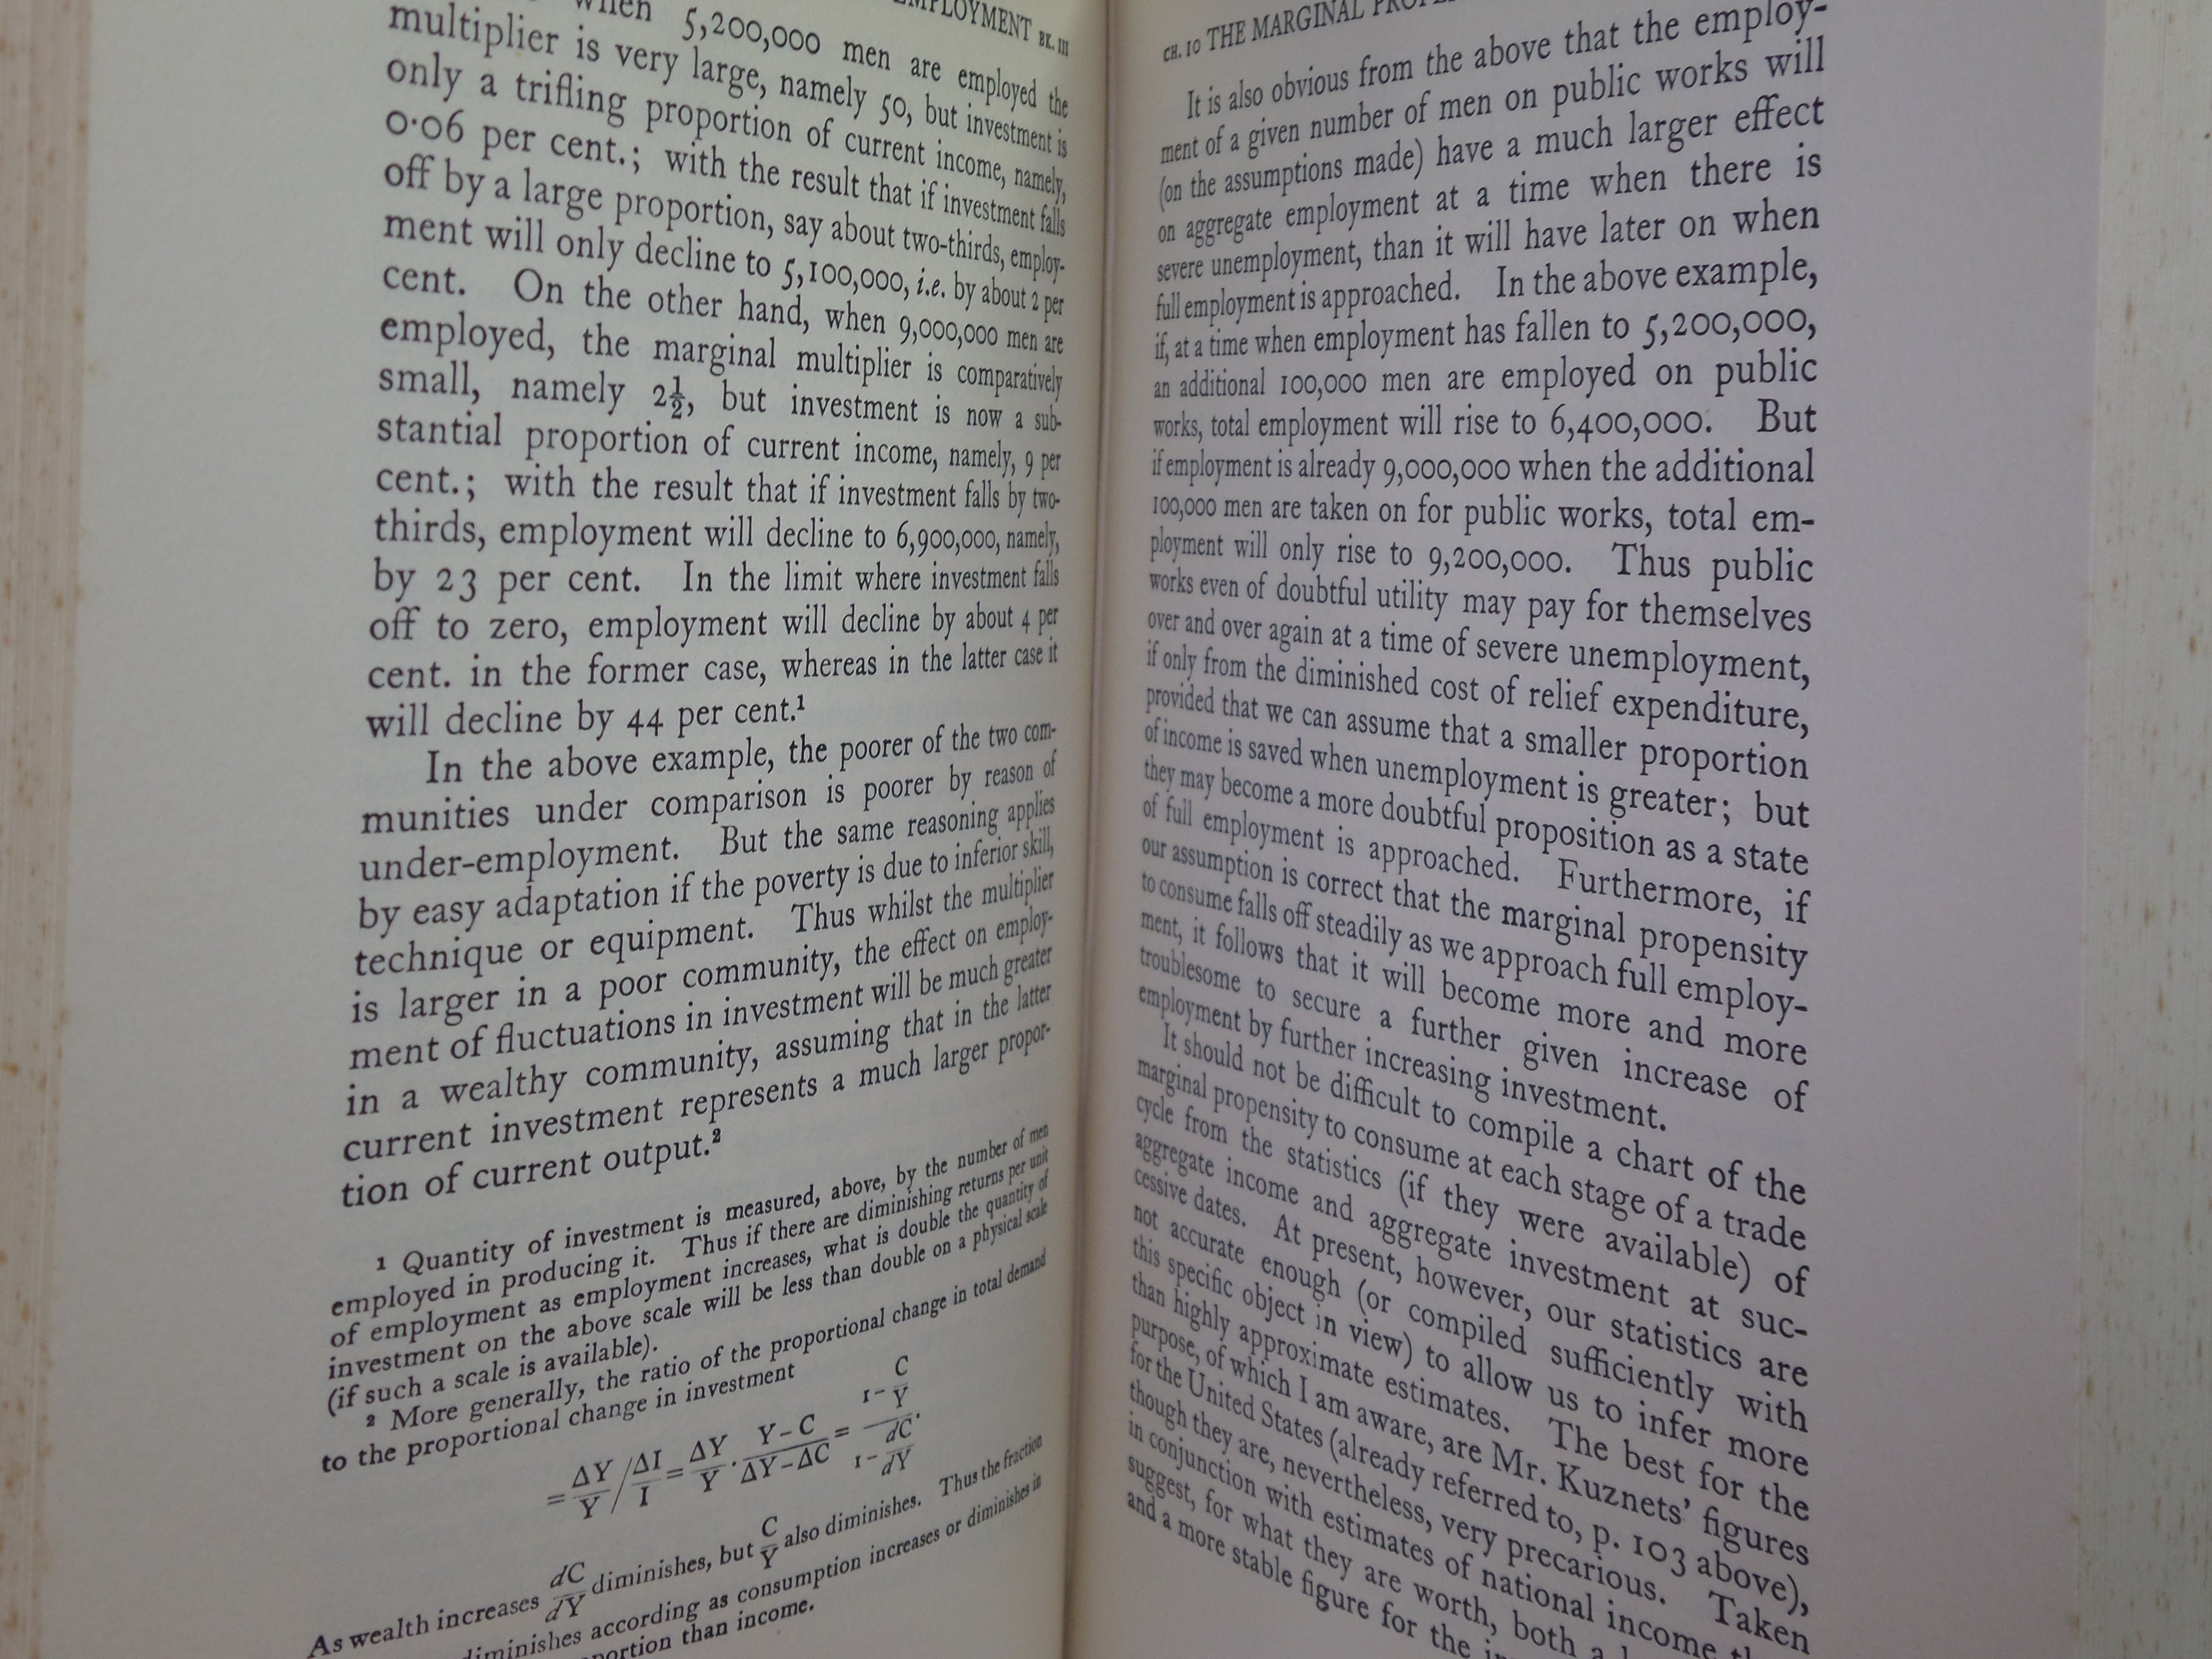 EMPLOYMENT BK. III
when 5,200,000 men are employed the
multiplier is very large, namely 50, but investment is
only a trifling proportion of current income, namely,
0·06 per cent.; with the result that if investment falls
off by a large proportion, say about two-thirds, employ-
ment will only decline to 5,100,000, i.e. by about 2 per
cent. On the other hand, when 9,000,000 men are
employed, the marginal multiplier is comparatively
small, namely 2½, but investment is now a sub-
stantial proportion of current income, namely, 9 per
cent.; with the result that if investment falls by two-
thirds, employment will decline to 6,900,000, namely,
by 23 per cent. In the limit where investment falls
off to zero, employment will decline by about 4 per
cent. in the former case, whereas in the latter case it
will decline by 44 per cent.¹
In the above example, the poorer of the two com-
munities under comparison is poorer by reason of
under-employment. But the same reasoning applies
by easy adaptation if the poverty is due to inferior skill,
technique or equipment. Thus whilst the multiplier
is larger in a poor community, the effect on employ-
ment of fluctuations in investment will be much greater
in a wealthy community, assuming that in the latter
current investment represents a much larger propor-
tion of current output.²
¹ Quantity of investment is measured, above, by the number of men
employed in producing it. Thus if there are diminishing returns per unit
of employment as employment increases, what is double the quantity of
investment on the above scale will be less than double on a physical scale
(if such a scale is available).
² More generally, the ratio of the proportional change in total demand
to the proportional change in investment
= ΔY/Y / ΔI/I = ΔY/Y · Y−C/ΔY−ΔC = 1−C/Y / 1−dC/dY.
As wealth increases dC/dY diminishes, but C/Y also diminishes. Thus the fraction
diminishes according as consumption increases or diminishes in
than income.
CH. 10 THE MARGINAL
It is also obvious from the above that the employ-
ment of a given number of men on public works will
(on the assumptions made) have a much larger effect
on aggregate employment at a time when there is
severe unemployment, than it will have later on when
full employment is approached. In the above example,
if, at a time when employment has fallen to 5,200,000,
an additional 100,000 men are employed on public
works, total employment will rise to 6,400,000. But
if employment is already 9,000,000 when the additional
100,000 men are taken on for public works, total em-
ployment will only rise to 9,200,000. Thus public
works even of doubtful utility may pay for themselves
over and over again at a time of severe unemployment,
if only from the diminished cost of relief expenditure,
provided that we can assume that a smaller proportion
of income is saved when unemployment is greater; but
they may become a more doubtful proposition as a state
of full employment is approached. Furthermore, if
our assumption is correct that the marginal propensity
to consume falls off steadily as we approach full employ-
ment, it follows that it will become more and more
troublesome to secure a further given increase of
employment by further increasing investment.
It should not be difficult to compile a chart of the
marginal propensity to consume at each stage of a trade
cycle from the statistics (if they were available) of
aggregate income and aggregate investment at suc-
cessive dates. At present, however, our statistics are
not accurate enough (or compiled sufficiently with
this specific object in view) to allow us to infer more
than highly approximate estimates. The best for the
purpose, of which I am aware, are Mr. Kuznets' figures
for the United States (already referred to, p. 103 above),
though they are, nevertheless, very precarious. Taken
in conjunction with estimates of national income
suggest, for what they are worth, both a
and a more stable figure for the